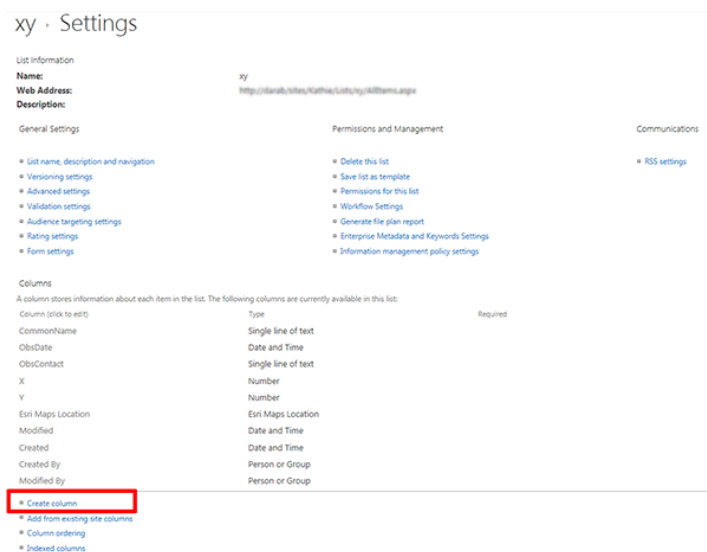 xy › Settings
List Information
Name: xy
Web Address:
Description:
General Settings Permissions and Management Communications
List name, description and navigation Delete this list RSS settings
Versioning settings Save list as template
Advanced settings Permissions for this list
Validation settings Workflow Settings
Audience targeting settings Generate file plan report
Rating settings Enterprise Metadata and Keywords Settings
Form settings Information management policy settings
Columns
A column stores information about each item in the list. The following columns are currently available in this list:
Column (click to edit) Type Required
CommonName Single line of text
ObsDate Date and Time
ObsContact Single line of text
X Number
Y Number
Esri Maps Location Esri Maps Location
Modified Date and Time
Created Date and Time
Created By Person or Group
Modified By Person or Group
Create column
Add from existing site columns
Column ordering
Indexed columns